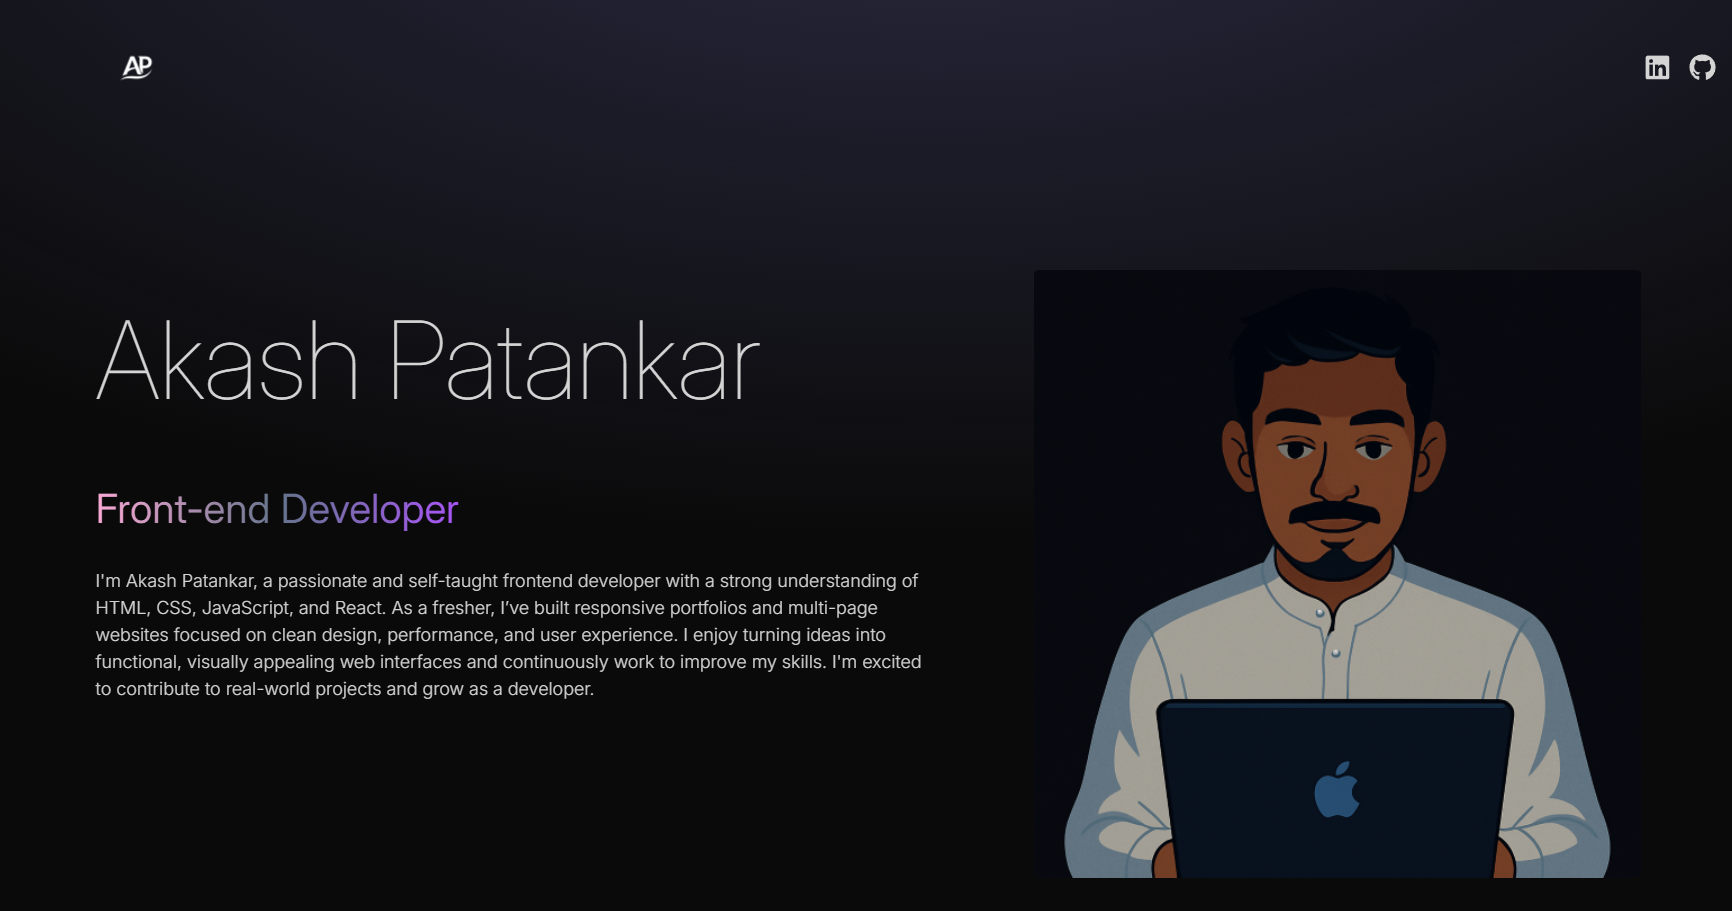 AP
in
Akash Patankar
Front-end Developer
I'm Akash Patankar, a passionate and self-taught frontend developer with a strong understanding of
HTML, CSS, JavaScript, and React. As a fresher, I’ve built responsive portfolios and multi-page
websites focused on clean design, performance, and user experience. I enjoy turning ideas into
functional, visually appealing web interfaces and continuously work to improve my skills. I'm excited
to contribute to real-world projects and grow as a developer.